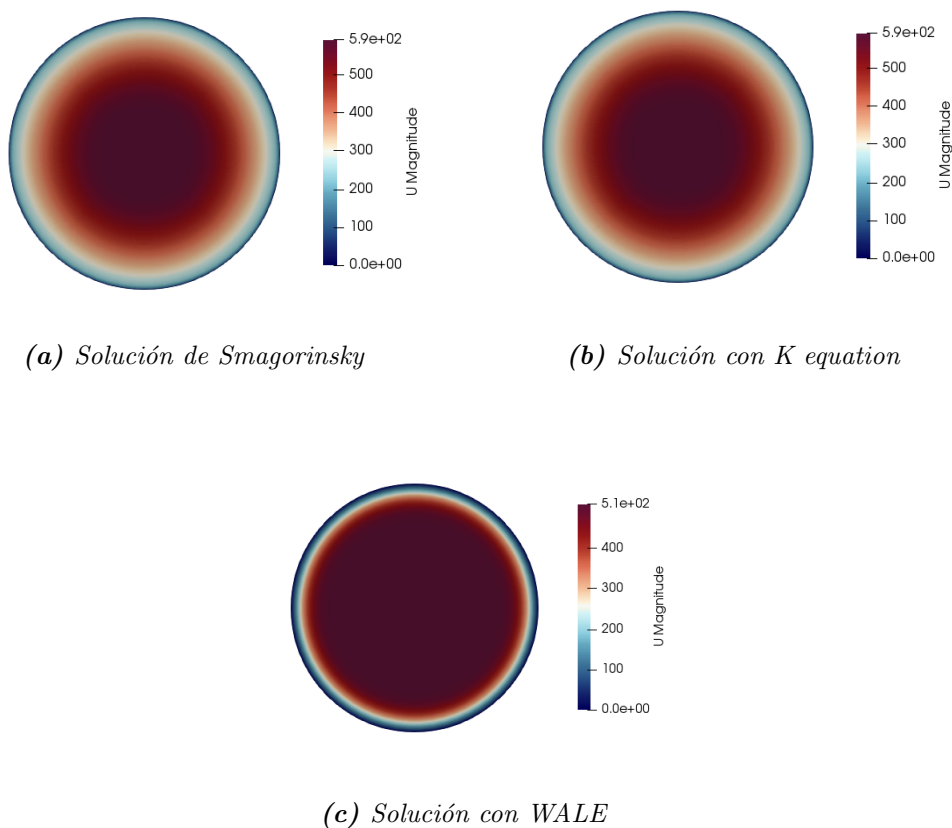 5.9e+02
500
400
300
200
100
0.0e+00
U Magnitude
5.9e+02
500
400
300
200
100
0.0e+00
U Magnitude
(a) Solución de Smagorinsky
(b) Solución con K equation
5.1e+02
400
300
200
100
0.0e+00
U Magnitude
(c) Solución con WALE